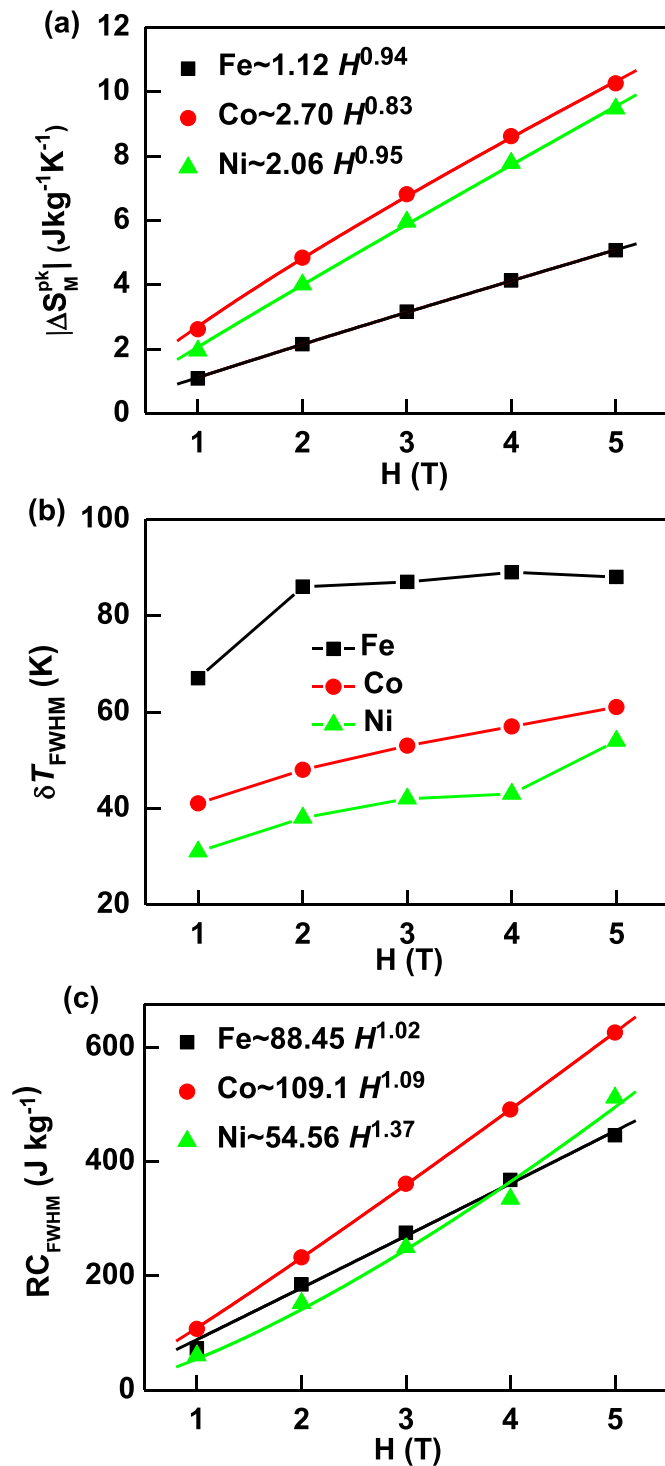 (a)
12
10
8
6
4
2
0
|ΔS_M^pk| (Jkg⁻¹K⁻¹)
Fe~1.12 H^0.94
Co~2.70 H^0.83
Ni~2.06 H^0.95
1 2 3 4 5
H (T)
(b)
100
80
60
40
20
δT_FWHM (K)
Fe
Co
Ni
1 2 3 4 5
H (T)
(c)
600
400
200
0
RC_FWHM (J kg⁻¹)
Fe~88.45 H^1.02
Co~109.1 H^1.09
Ni~54.56 H^1.37
1 2 3 4 5
H (T)